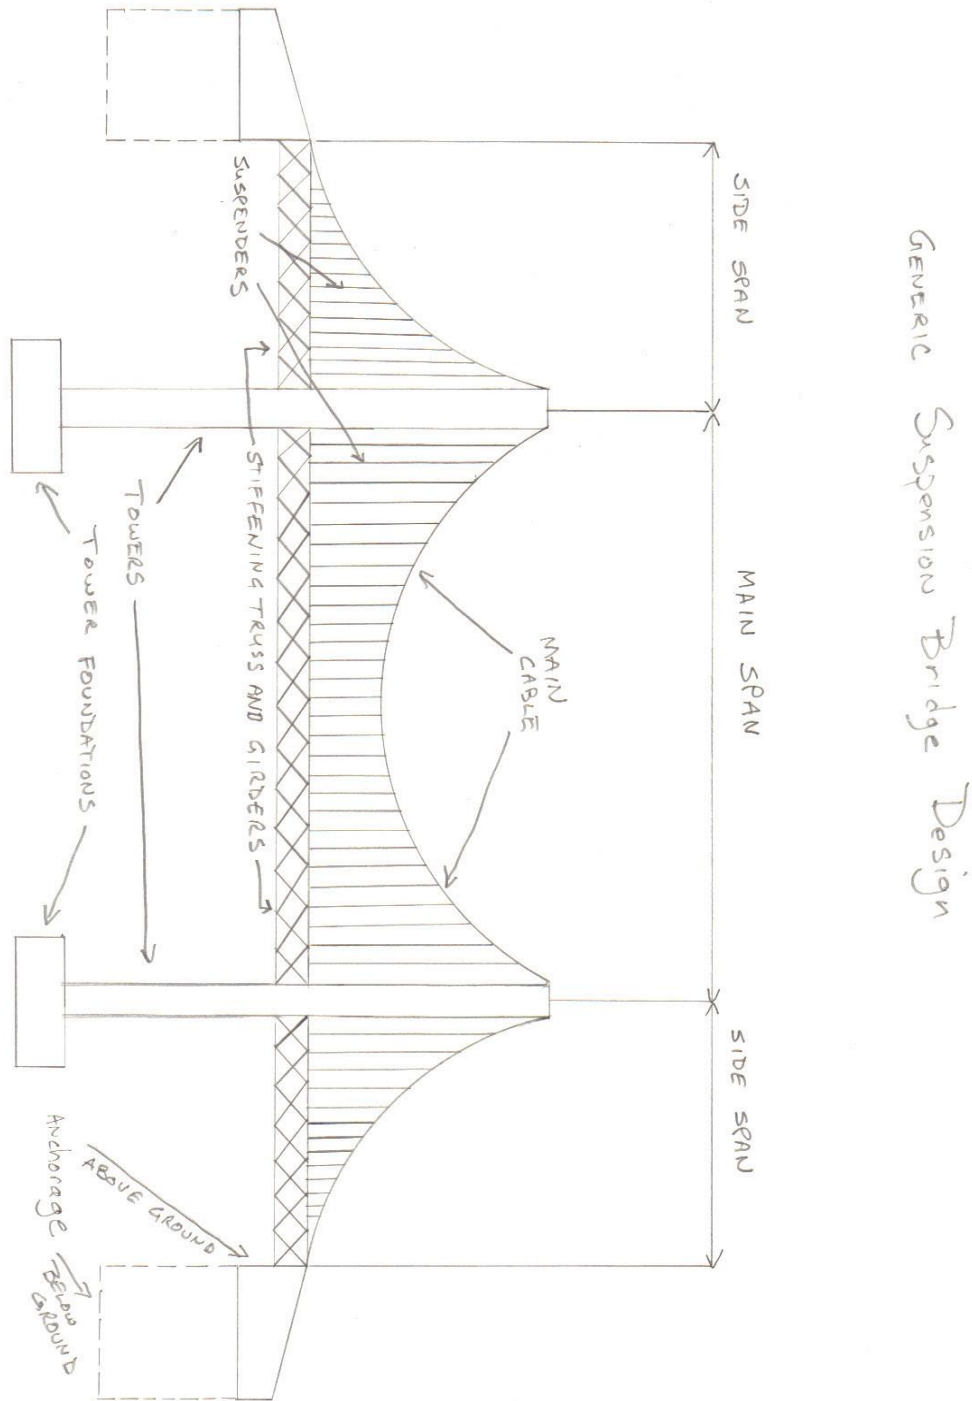 Generic Suspension Bridge Design
SIDE SPAN
MAIN SPAN
SIDE SPAN
MAIN
CABLE
SUSPENDERS
STIFFENING TRUSS AND GIRDERS
TOWERS
TOWER FOUNDATIONS
ABOVE GROUND
Anchorage
BELOW
GROUND